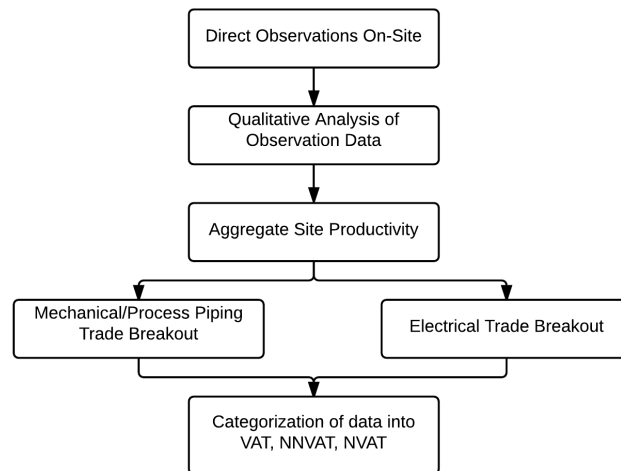 Direct Observations On-Site
Qualitative Analysis of
Observation Data
Aggregate Site Productivity
Mechanical/Process Piping
Trade Breakout
Electrical Trade Breakout
Categorization of data into
VAT, NNVAT, NVAT